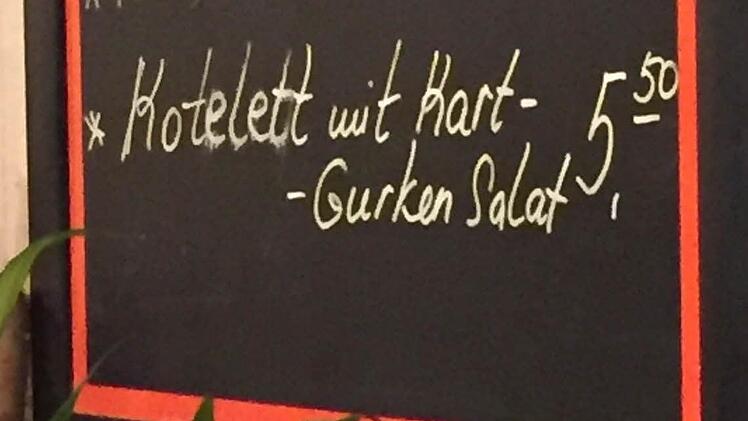 * Kotelett mit Kart- 5,50
-Gurken Salat